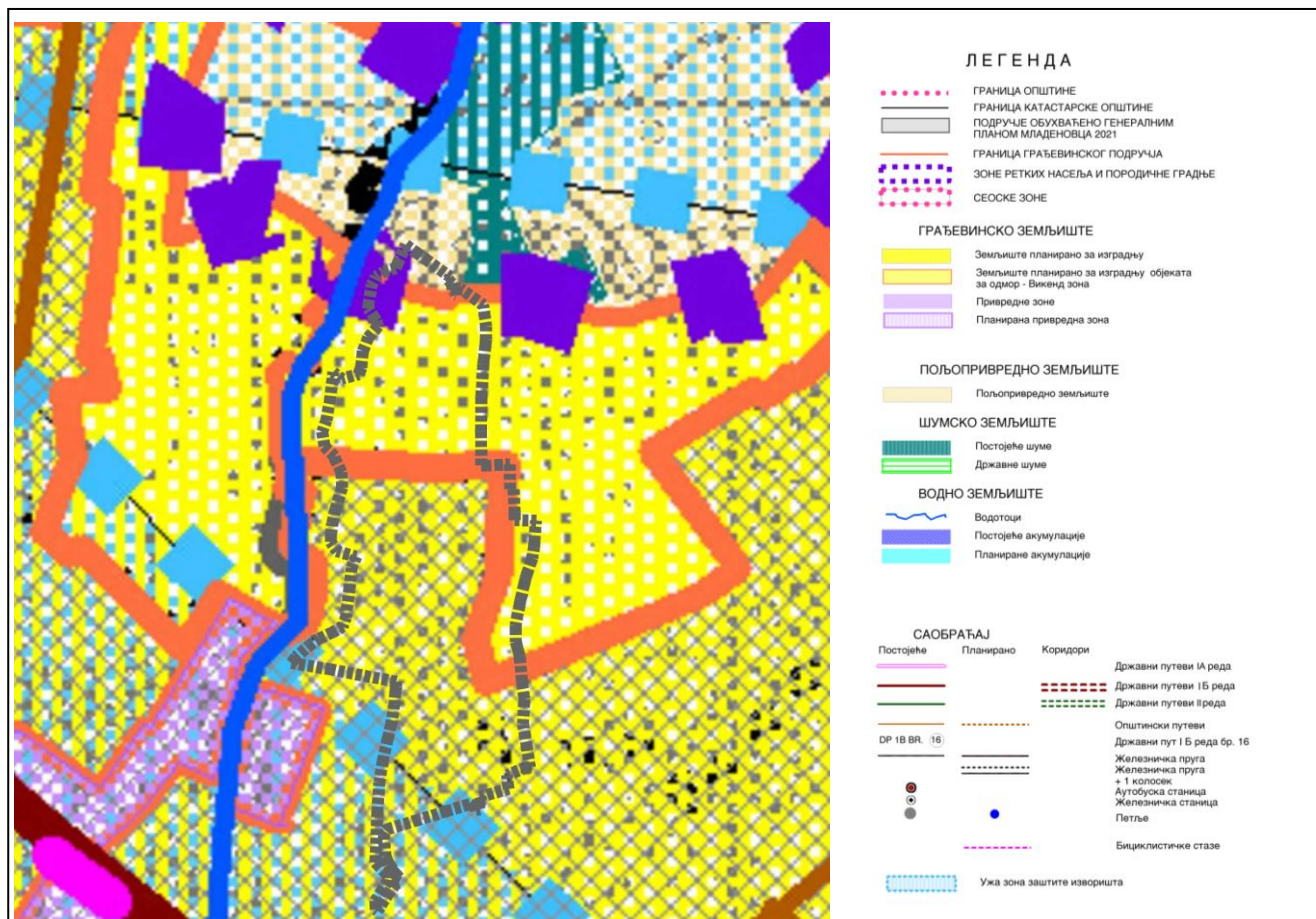 ЛЕГЕНДА
ГРАНИЦА ОПШТИНЕ
ГРАНИЦА КАТАСТАРСКЕ ОПШТИНЕ
ПОДРУЧЈЕ ОБУХВАЋЕНО ГЕНЕРАЛНИМ
ПЛАНОМ МЛАДЕНОВЦА 2021
ГРАНИЦА ГРАЂЕВИНСКОГ ПОДРУЧЈА
ЗОНЕ РЕТКИХ НАСЕЉА И ПОРОДИЧНЕ ГРАДЊЕ
СЕОСКЕ ЗОНЕ
ГРАЂЕВИНСКО ЗЕМЉИШТЕ
Земљиште планирано за изградњу
Земљиште планирано за изградњу објеката
за одмор - Викенд зона
Привредне зоне
Планирана привредна зона
ПОЉОПРИВРЕДНО ЗЕМЉИШТЕ
Пољопривредно земљиште
ШУМСКО ЗЕМЉИШТЕ
Постојеће шуме
Државне шуме
ВОДНО ЗЕМЉИШТЕ
Водотоци
Постојеће акумулације
Планиране акумулације
САОБРАЋАЈ
Постојеће Планирано Коридори
Државни путеви IА реда
Државни путеви I Б реда
Државни путеви II реда
Општински путеви
DP 1B BR. 16 Државни пут I Б реда бр. 16
Железничка пруга
Железничка пруга
+ 1 колосек
Аутобуска станица
Железничка станица
Петље
Бициклистичке стазе
Ужа зона заштите изворишта